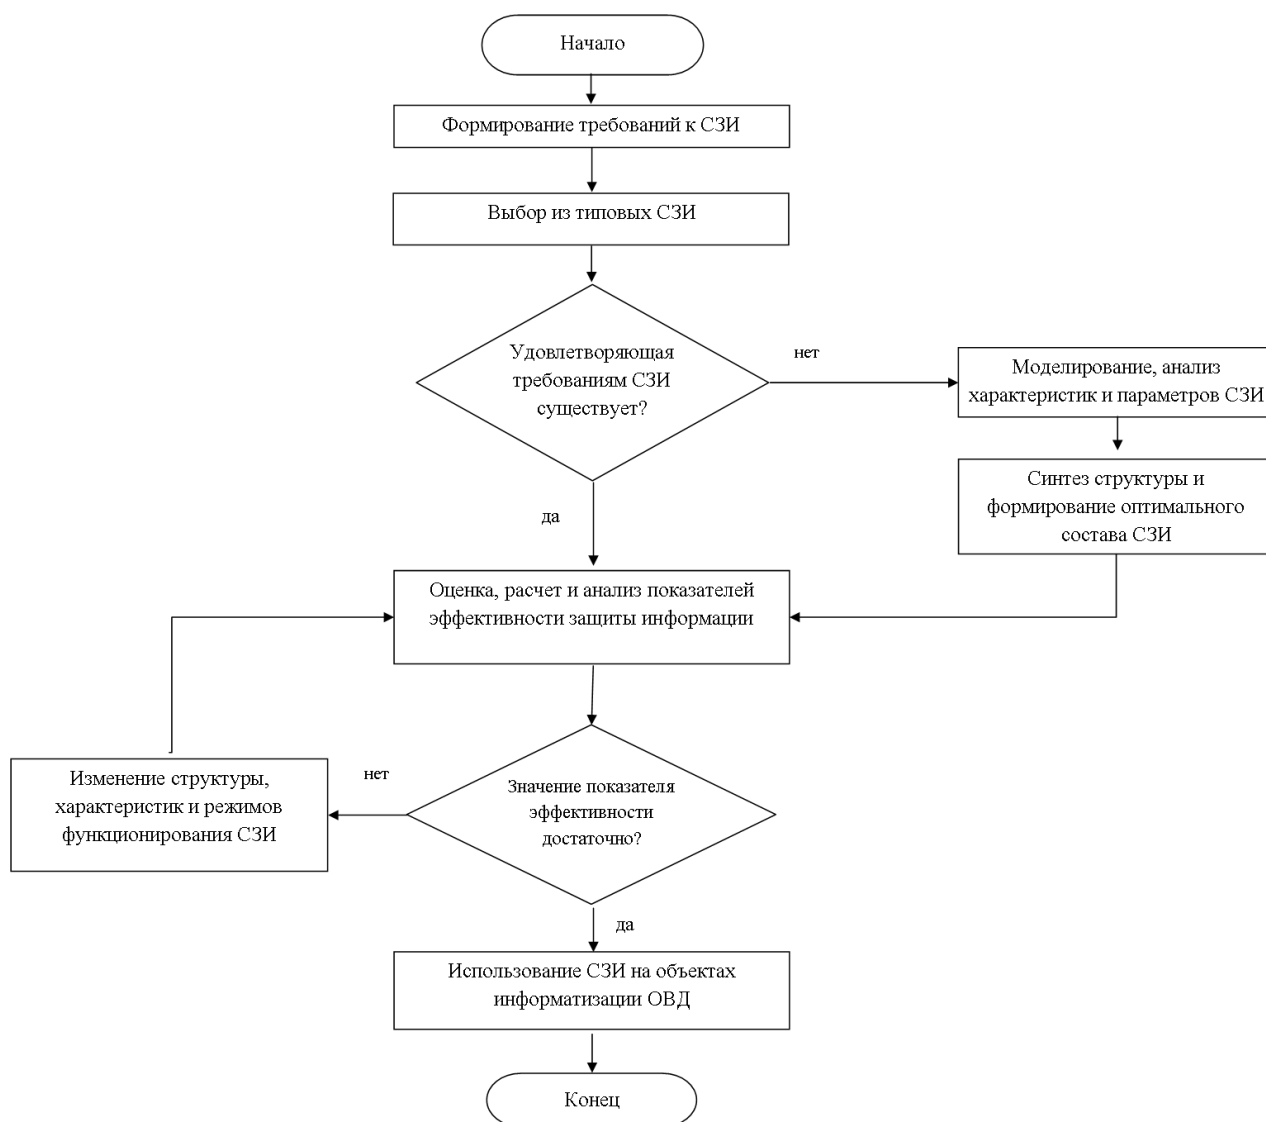 Начало
Формирование требований к СЗИ
Выбор из типовых СЗИ
Удовлетворяющая
требованиям СЗИ
существует?
нет
Моделирование, анализ
характеристик и параметров СЗИ
Синтез структуры и
формирование оптимального
состава СЗИ
да
Оценка, расчет и анализ показателей
эффективности защиты информации
Значение показателя
эффективности
достаточно?
нет
Изменение структуры,
характеристик и режимов
функционирования СЗИ
да
Использование СЗИ на объектах
информатизации ОВД
Конец